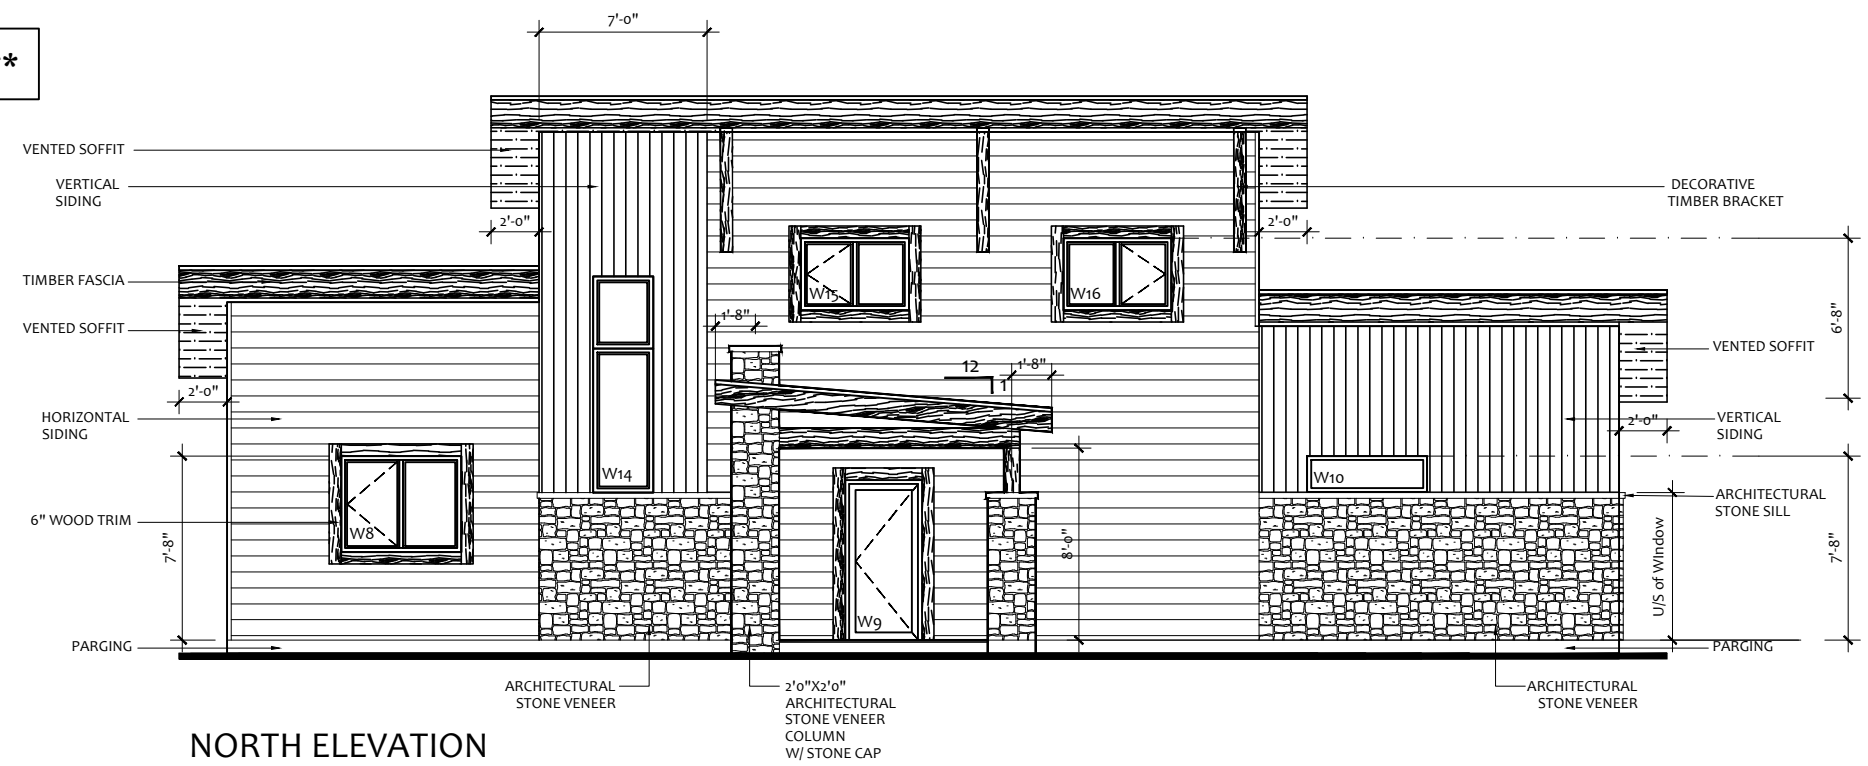 7'-0"
*
VENTED SOFFIT
VERTICAL
SIDING
DECORATIVE
TIMBER BRACKET
2'-0"
2'-0"
TIMBER FASCIA
W15
W16
1'-8"
6'-8"
VENTED SOFFIT
VENTED SOFFIT
12
1
1'-8"
2'-0"
HORIZONTAL
SIDING
2'-0"
VERTICAL
SIDING
W14
W10
ARCHITECTURAL
STONE SILL
6" WOOD TRIM
W8
7'-8"
8'-0"
U/S of WIndow
7'-8"
W9
PARGING
PARGING
ARCHITECTURAL
STONE VENEER
2'0"X2'0"
ARCHITECTURAL
STONE VENEER
COLUMN
W/ STONE CAP
ARCHITECTURAL
STONE VENEER
NORTH ELEVATION